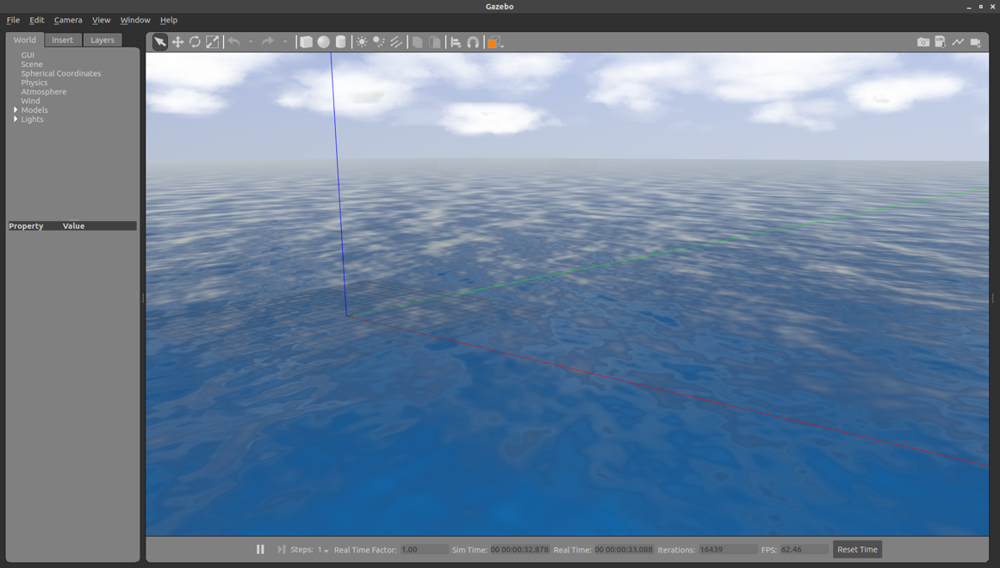 Gazebo
File Edit Camera View Window Help
World Insert Layers
GUI
Scene
Spherical Coordinates
Physics
Atmosphere
Wind
Models
Lights
Property Value
Steps: 1 Real Time Factor: 1.00 Sim Time: 00 00:00:32.878 Real Time: 00 00:00:33.088 Iterations: 16439 FPS: 62.46 Reset Time